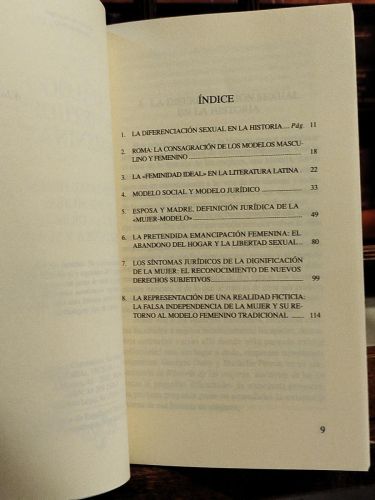 ÍNDICE
1. LA DIFERENCIACIÓN SEXUAL EN LA HISTORIA.... Pág. 11
2. ROMA: LA CONSAGRACIÓN DE LOS MODELOS MASCU-
LINO Y FEMENINO 18
3. LA «FEMINIDAD IDEAL» EN LA LITERATURA LATINA . 22
4. MODELO SOCIAL Y MODELO JURÍDICO 33
5. ESPOSA Y MADRE. DEFINICIÓN JURÍDICA DE LA
«MUJER-MODELO» 49
6. LA PRETENDIDA EMANCIPACIÓN FEMENINA: EL
ABANDONO DEL HOGAR Y LA LIBERTAD SEXUAL 80
7. LOS SÍNTOMAS JURÍDICOS DE LA DIGNIFICACIÓN
DE LA MUJER: EL RECONOCIMIENTO DE NUEVOS
DERECHOS SUBJETIVOS 99
8. LA REPRESENTACIÓN DE UNA REALIDAD FICTICIA:
LA FALSA INDEPENDENCIA DE LA MUJER Y SU RE-
TORNO AL MODELO FEMENINO TRADICIONAL 114
9